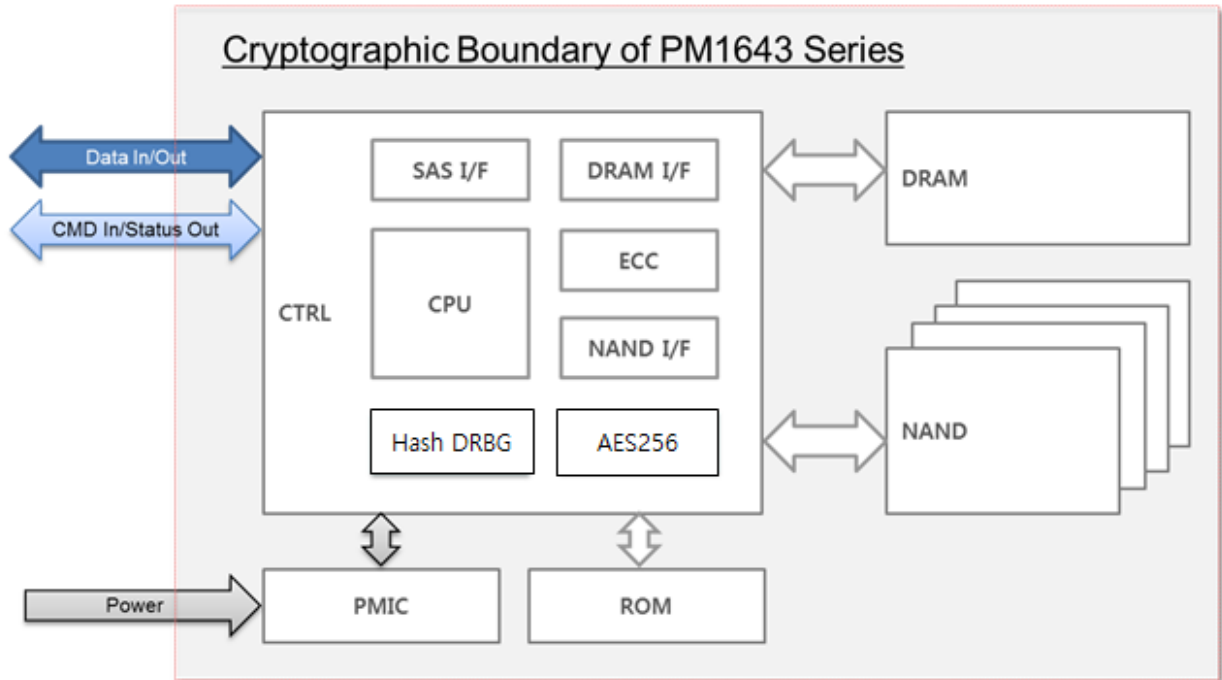 Cryptographic Boundary of PM1643 Series
Data In/Out
CMD In/Status Out
CTRL
SAS I/F
DRAM I/F
CPU
ECC
NAND I/F
Hash DRBG
AES256
DRAM
NAND
Power
PMIC
ROM